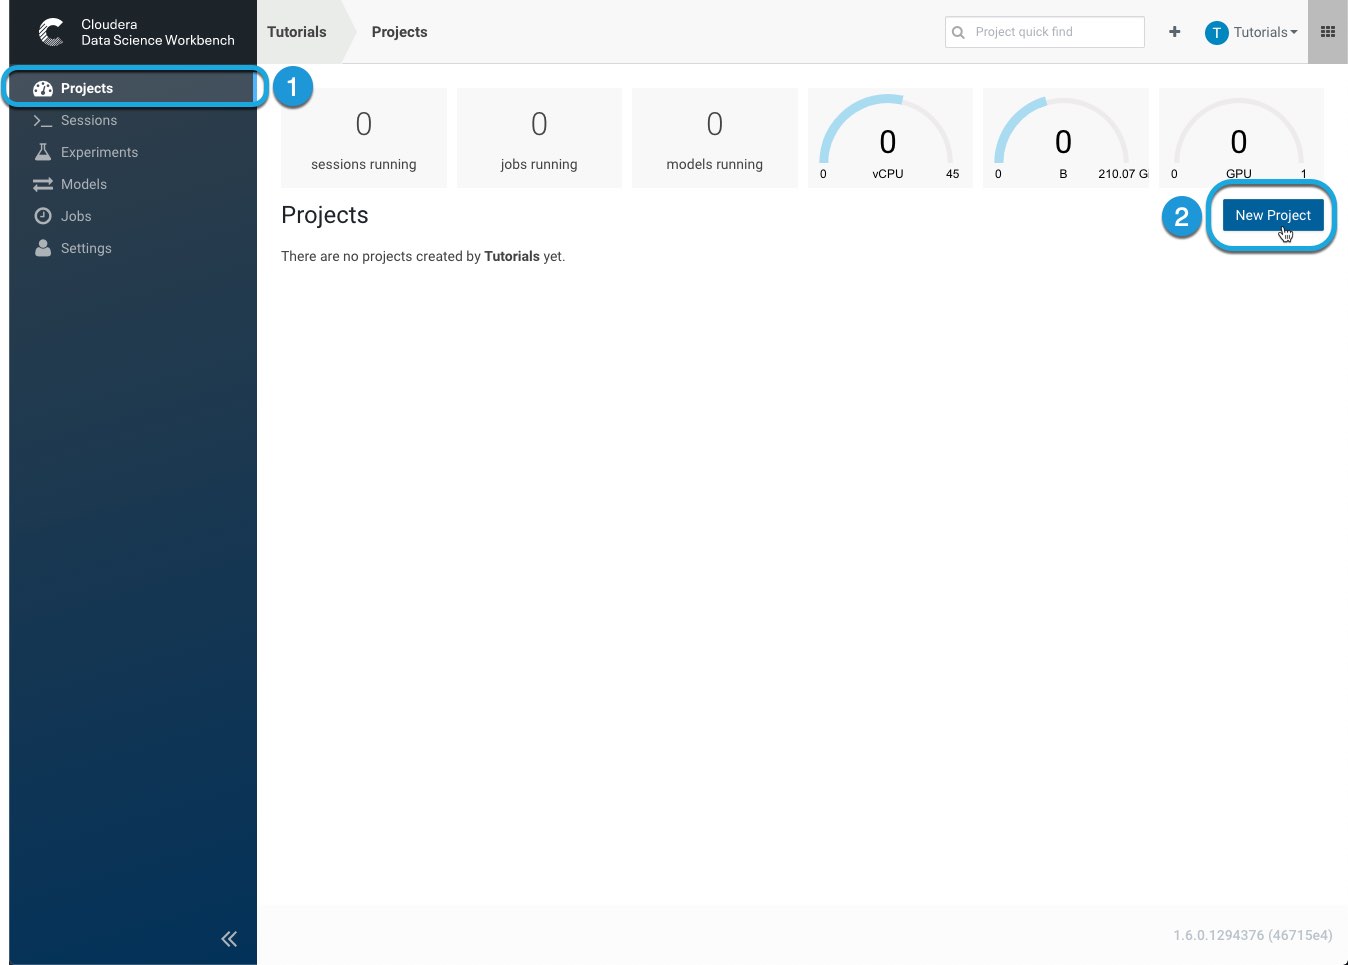 Cloudera
Data Science Workbench
Tutorials
Projects
Project quick find
T
Tutorials
Projects
1
Sessions
Experiments
Models
Jobs
Settings
0
sessions running
0
jobs running
0
models running
0
0 vCPU 45
0
0 B 210.07 Gi
0
0 GPU 1
Projects
2
New Project
There are no projects created by Tutorials yet.
1.6.0.1294376 (46715e4)